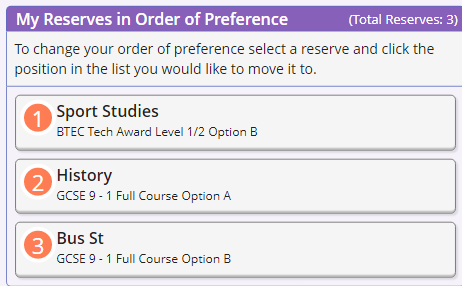 My Reserves in Order of Preference (Total Reserves: 3)
To change your order of preference select a reserve and click the
position in the list you would like to move it to.
1 Sport Studies
BTEC Tech Award Level 1/2 Option B
2 History
GCSE 9 - 1 Full Course Option A
3 Bus St
GCSE 9 - 1 Full Course Option B